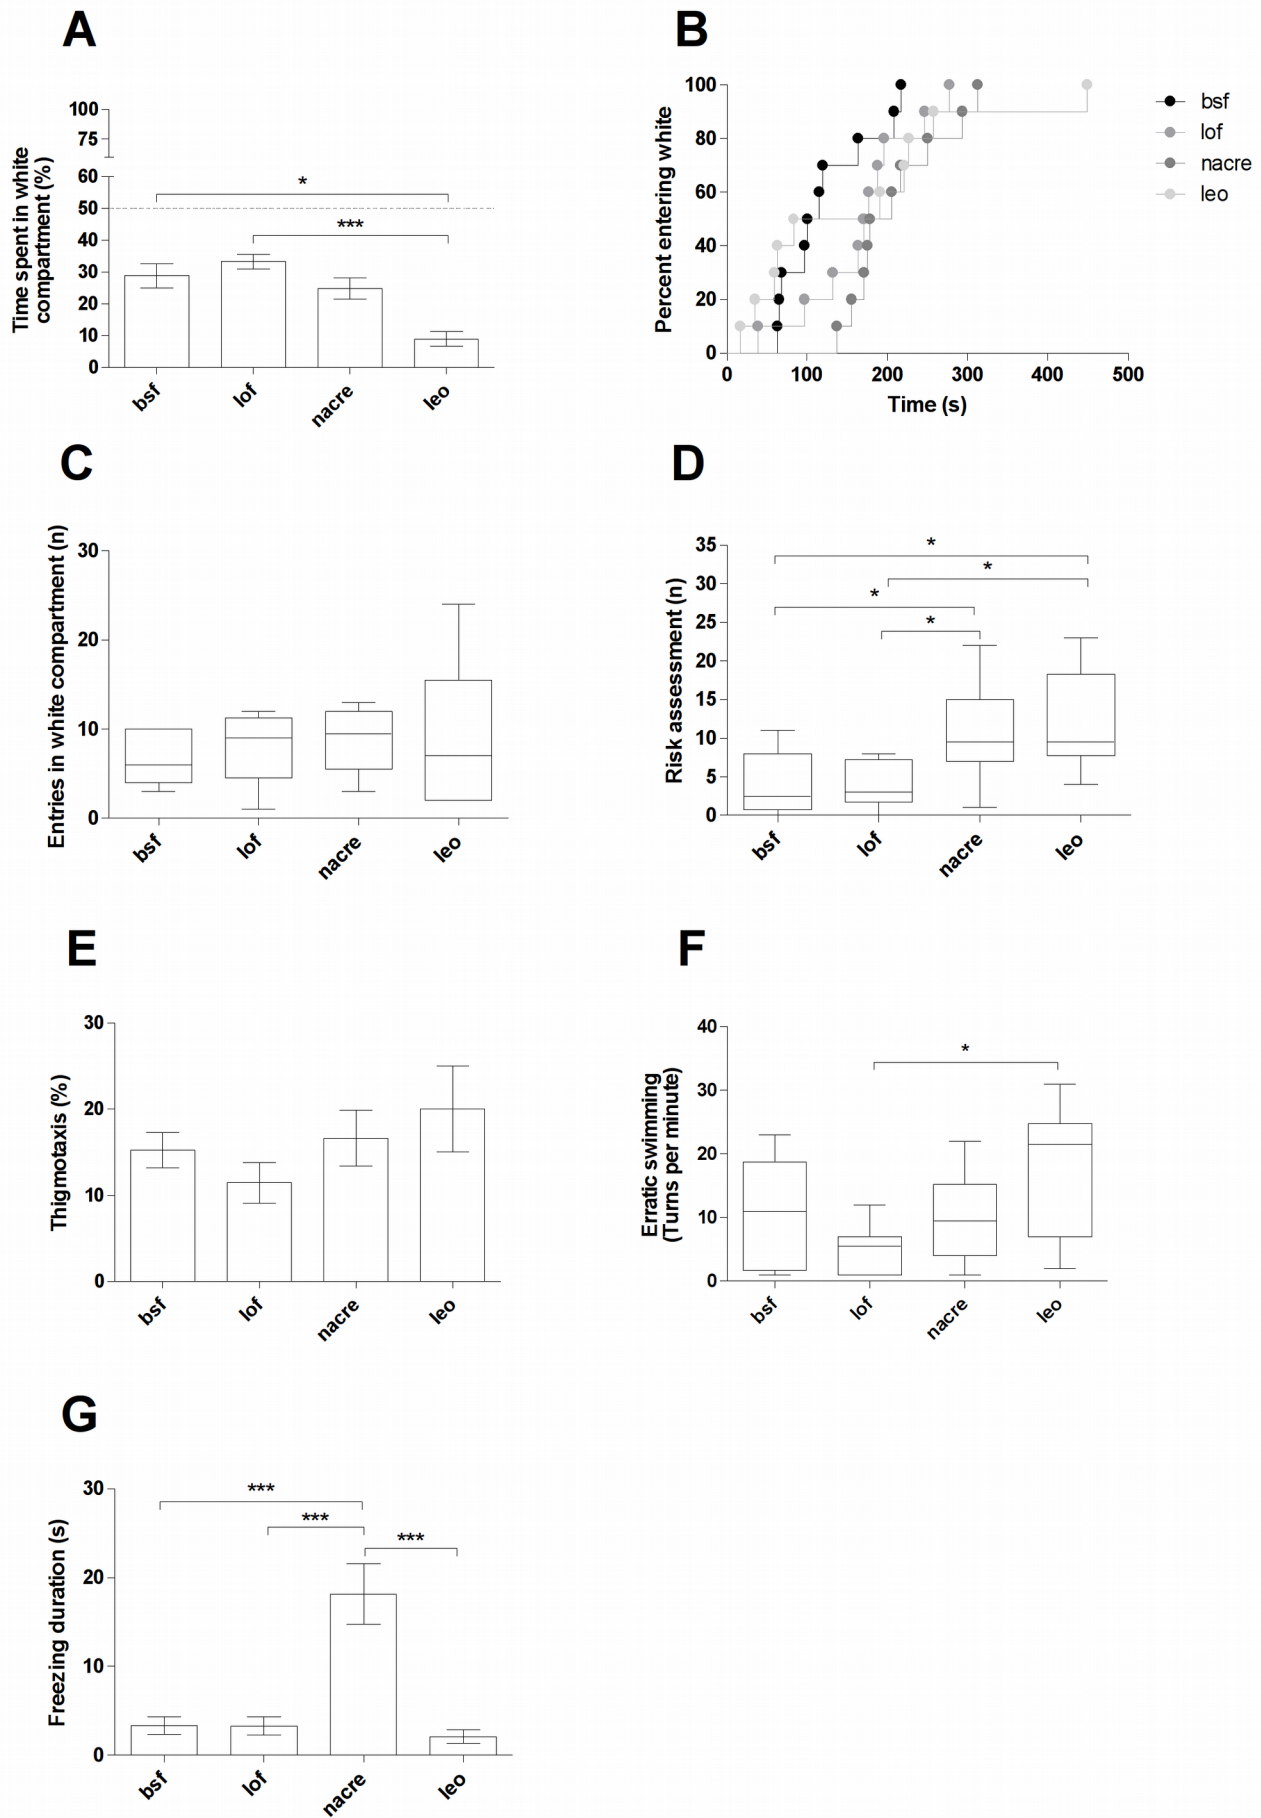 A
Time spent in white
compartment (%)
100
75
60
50
40
30
20
10
0
*
***
bsf
lof
nacre
leo
B
Percent entering white
100
80
60
40
20
0
0
100
200
300
400
500
Time (s)
bsf
lof
nacre
leo
C
Entries in white compartment (n)
30
20
10
0
bsf
lof
nacre
leo
D
Risk assessment (n)
35
30
25
20
15
10
5
0
*
*
*
*
bsf
lof
nacre
leo
E
Thigmotaxis (%)
30
20
10
0
bsf
lof
nacre
leo
F
Erratic swimming
(Turns per minute)
40
30
20
10
0
*
bsf
lof
nacre
leo
G
Freezing duration (s)
30
20
10
0
***
***
***
bsf
lof
nacre
leo